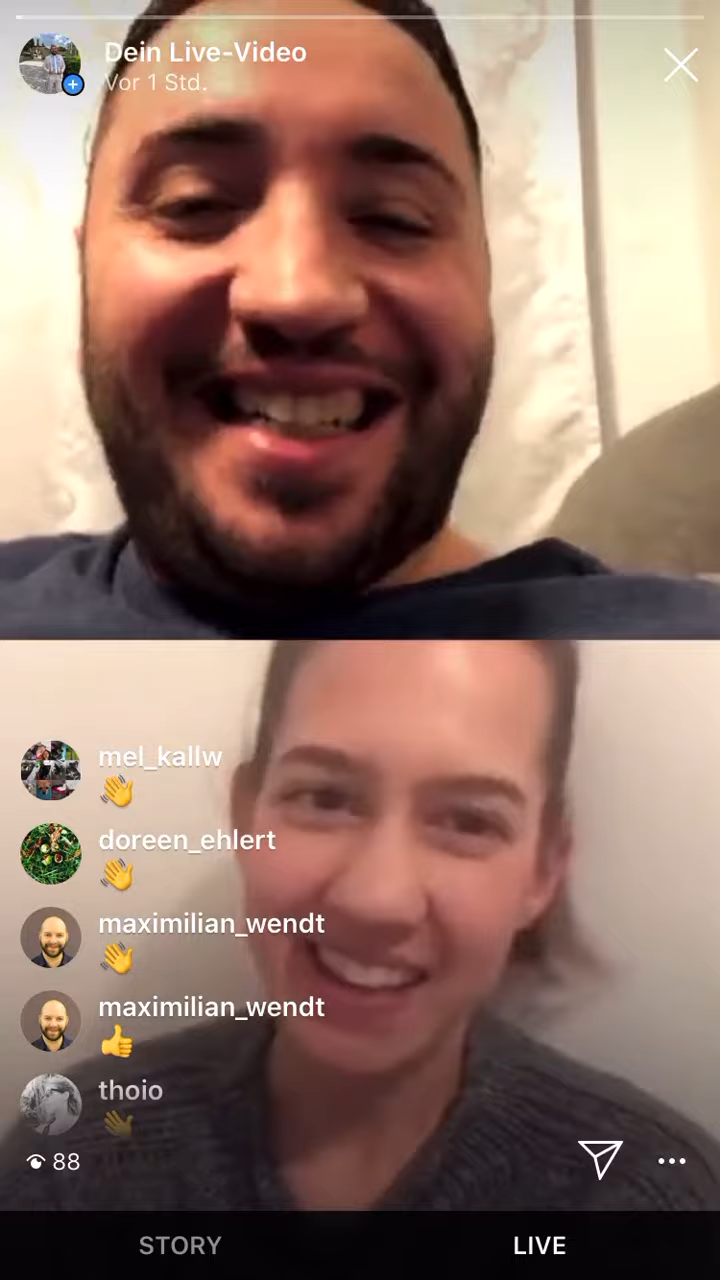 Dein Live-Video
Vor 1 Std.
mel_kallw
👋
doreen_ehlert
👋
maximilian_wendt
👋
maximilian_wendt
👍
thoio
👋
88
STORY LIVE